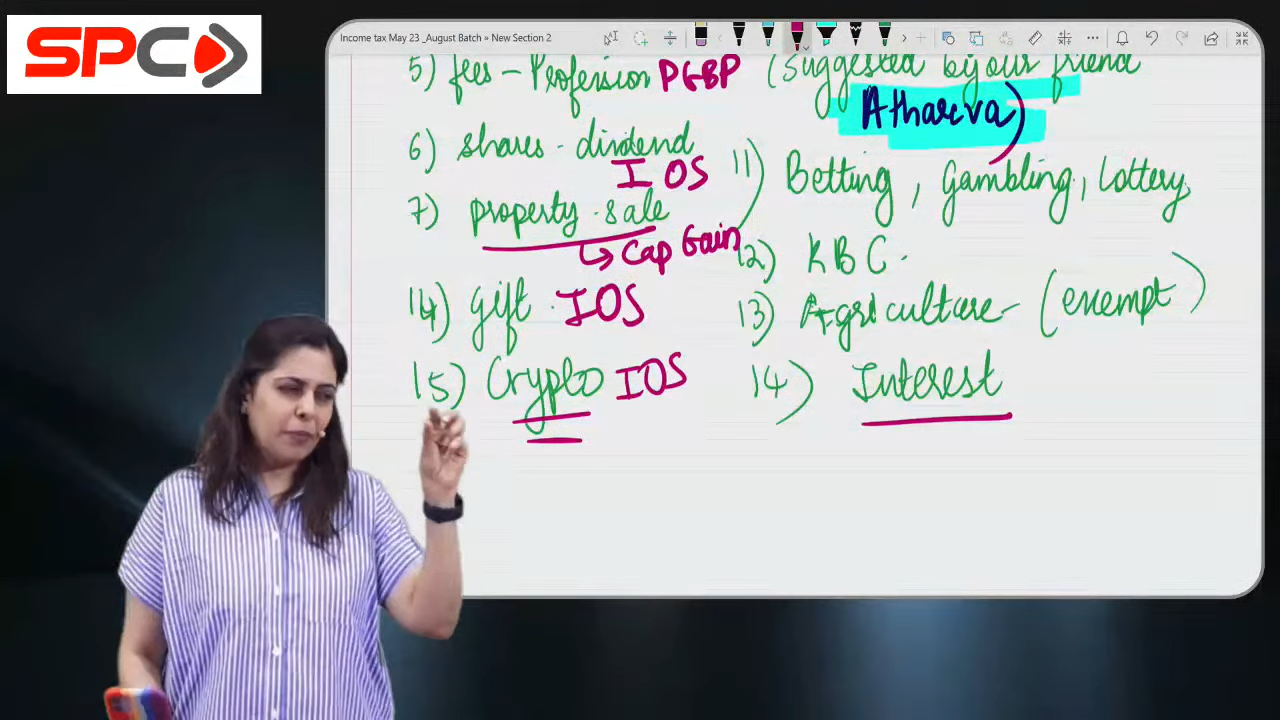 SPC
Income tax May 23 _August Batch » New Section 2
5) fees – Profession PGBP
(Suggested by our friend
Athareva)
6) shares - dividend
I OS
7) property sale
↳ Cap Gain
14) gift . IOS
15) Crypto IOS
11) Betting, Gambling, Lottery,
12) KBC.
13) Agriculture – (exempt)
14) Interest